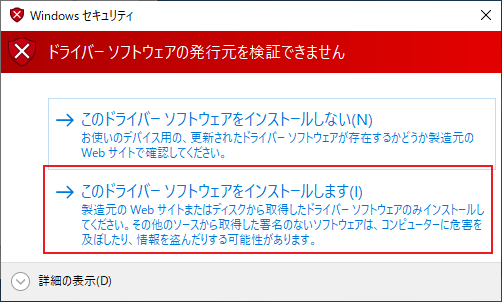 Windows セキュリティ
ドライバー ソフトウェアの発行元を検証できません
このドライバー ソフトウェアをインストールしない(N)
お使いのデバイス用の、更新されたドライバー ソフトウェアが存在するかどうか製造元の
Web サイトで確認してください。
このドライバー ソフトウェアをインストールします(I)
製造元の Web サイトまたはディスクから取得したドライバー ソフトウェアのみインストールし
てください。その他のソースから取得した署名のないソフトウェアは、コンピューターに危害を
及ぼしたり、情報を盗んだりする可能性があります。
詳細の表示(D)